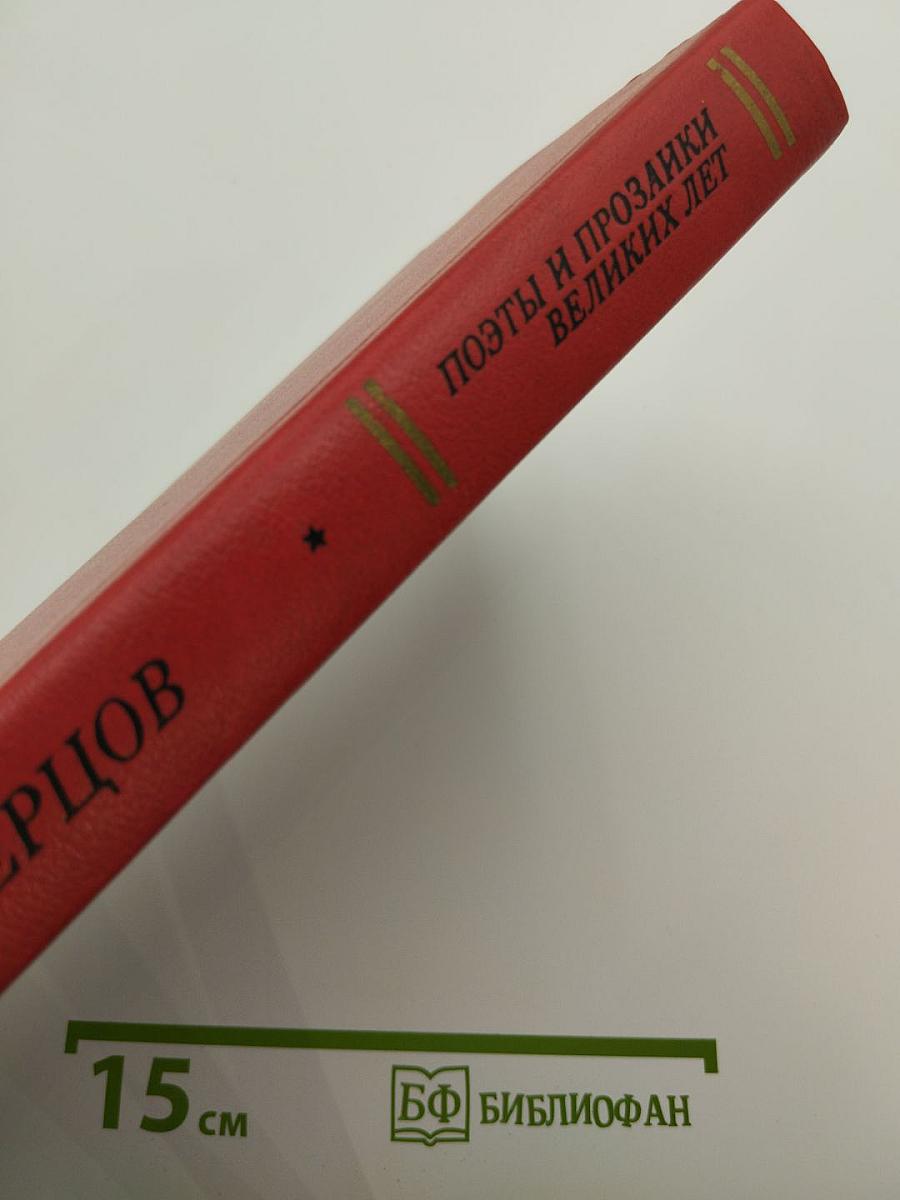 ПОЭТЫ И ПРОЗАИКИ
ВЕЛИКИХ ЛЕТ
ЕРЦОВ
15 см
БФ БИБЛИОФАН